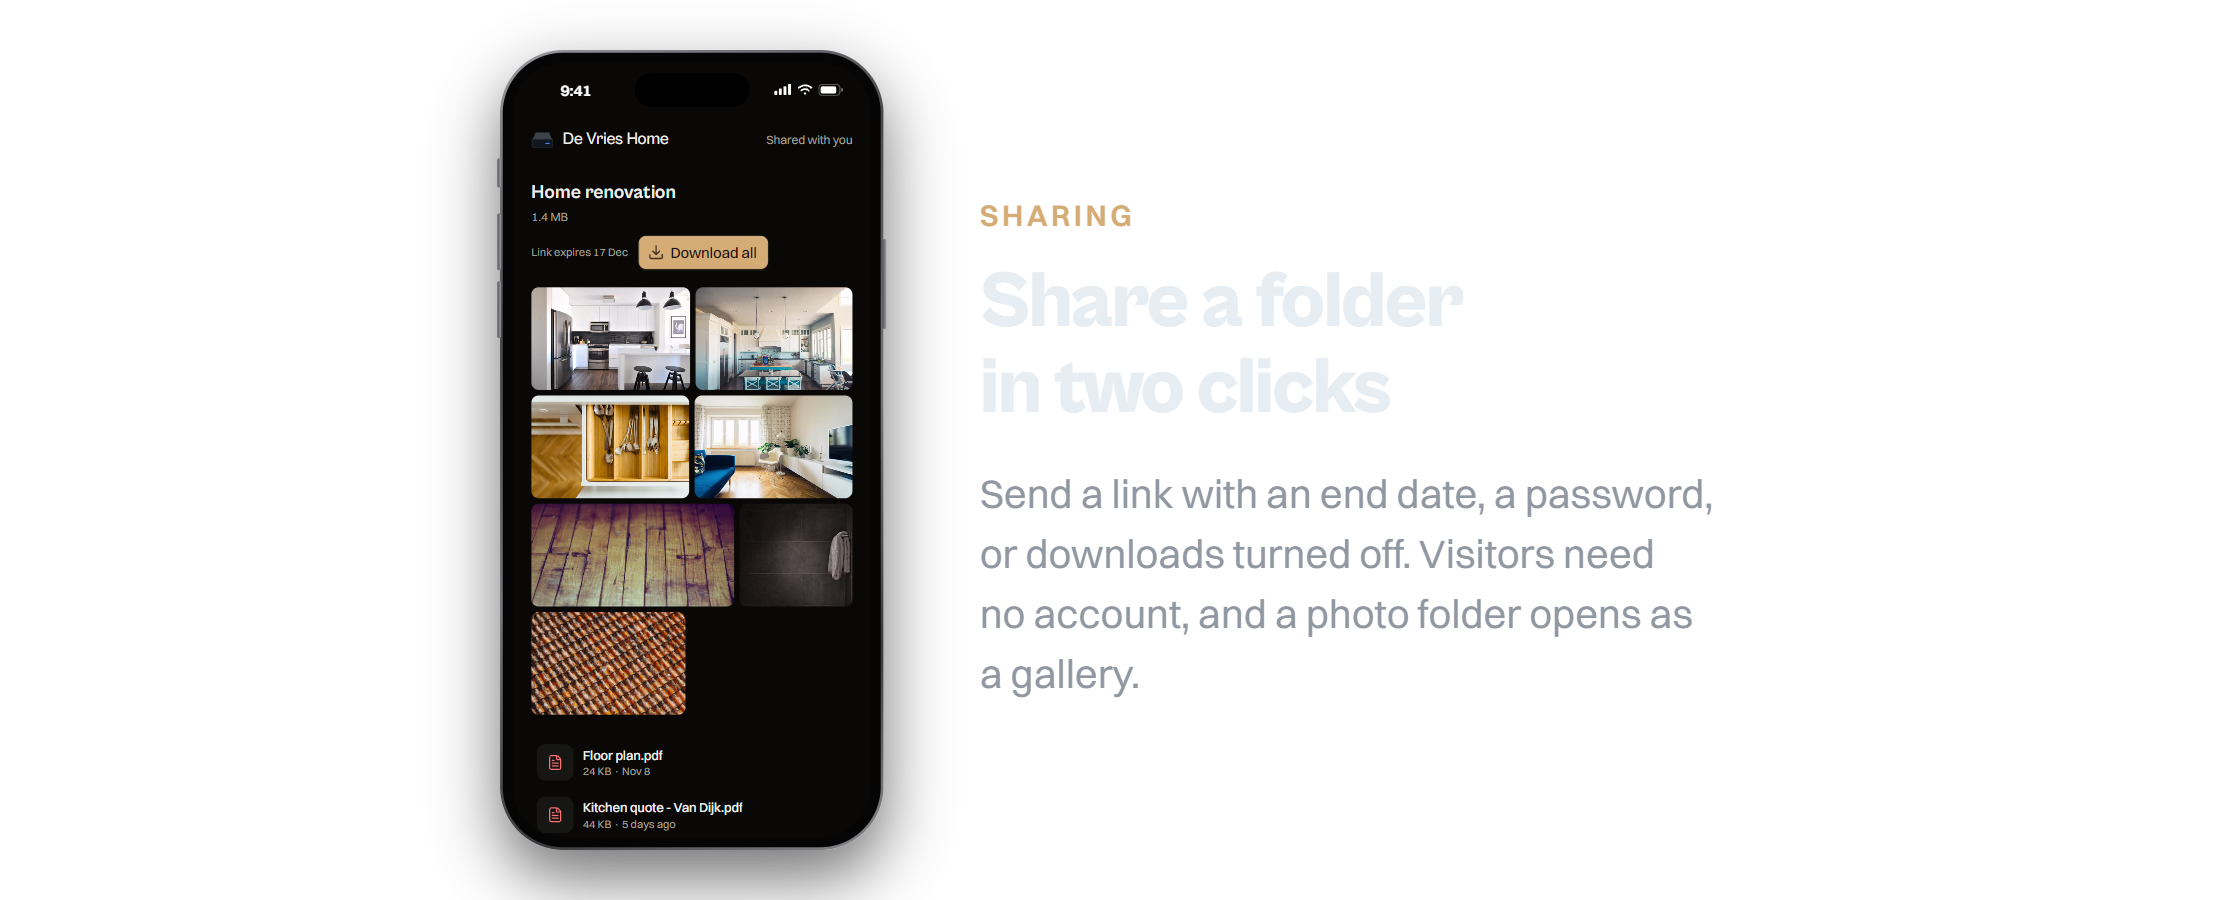 9:41
De Vries Home
Shared with you
Home renovation
1.4 MB
Link expires 17 Dec
Download all
Floor plan.pdf
24 KB · Nov 8
Kitchen quote - Van Dijk.pdf
44 KB · 5 days ago
SHARING
Share a folder
in two clicks
Send a link with an end date, a password,
or downloads turned off. Visitors need
no account, and a photo folder opens as
a gallery.